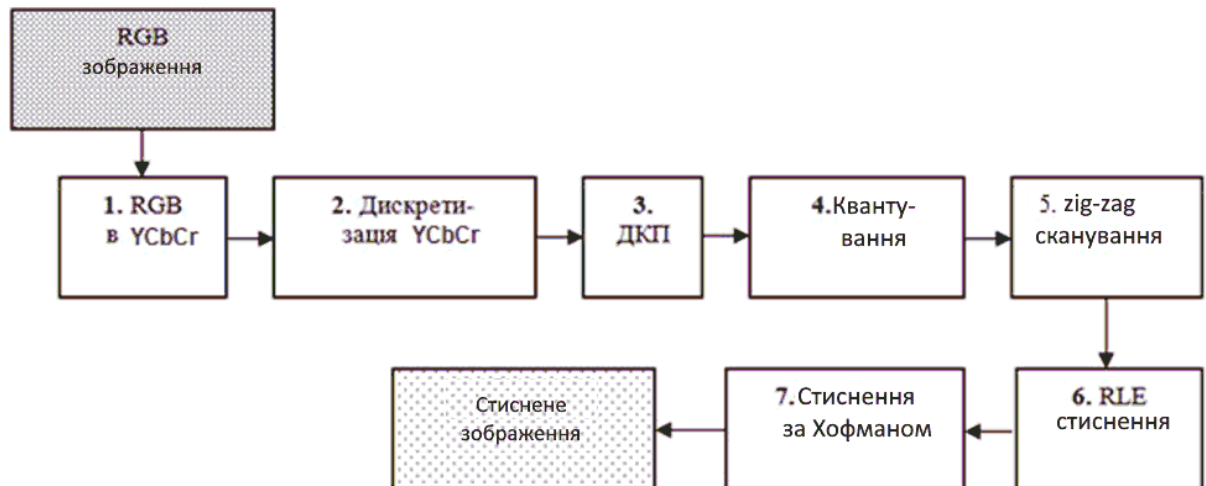 RGB
зображення
1. RGB
в YCbCr
2. Дискрети-
зація YCbCr
3.
ДКП
4.Кванту-
вання
5. zig-zag
сканування
6. RLE
стиснення
7.Стиснення
за Хофманом
Стиснене
зображення